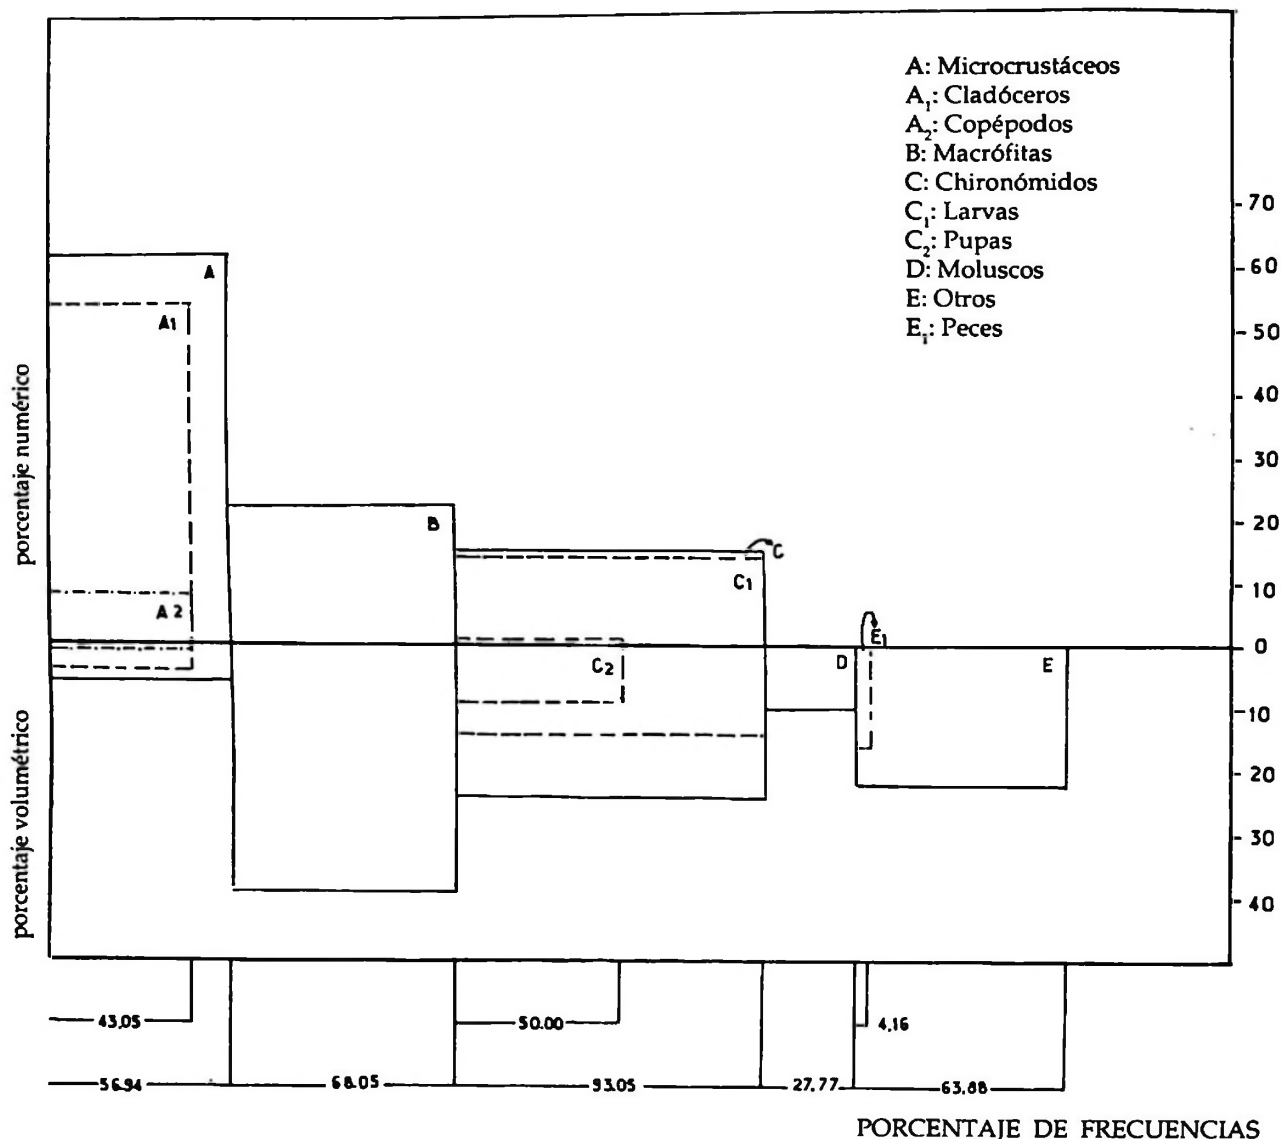 A: Microcrustáceos
A₁: Cladóceros
A₂: Copépodos
B: Macrófitas
C: Chironómidos
C₁: Larvas
C₂: Pupas
D: Moluscos
E: Otros
E₁: Peces
70
60
50
40
30
20
10
0
10
20
30
40
porcentaje numérico
porcentaje volumétrico
A
A1
A2
B
C
C1
C2
D
E1
E
43,05
50.00
4,16
56.94
68.05
93.05
27.77
63.88
PORCENTAJE DE FRECUENCIAS